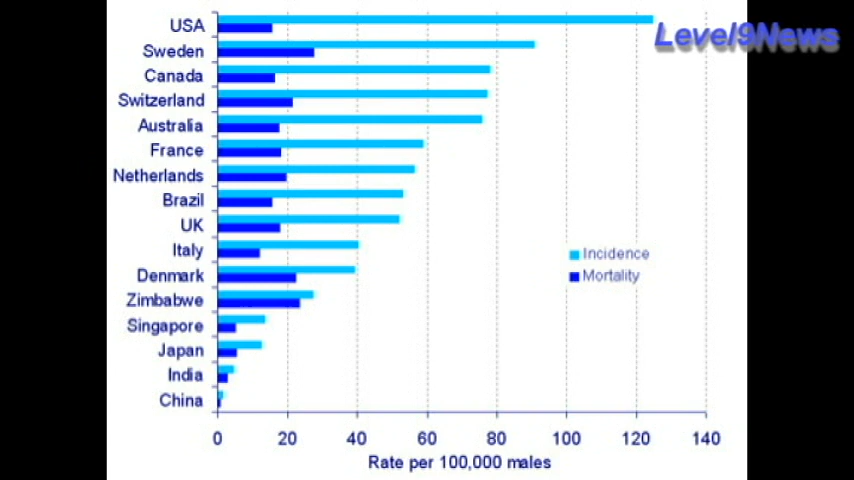 Level9News
USA
Sweden
Canada
Switzerland
Australia
France
Netherlands
Brazil
UK
Italy
Denmark
Zimbabwe
Singapore
Japan
India
China
Incidence
Mortality
0 20 40 60 80 100 120 140
Rate per 100,000 males